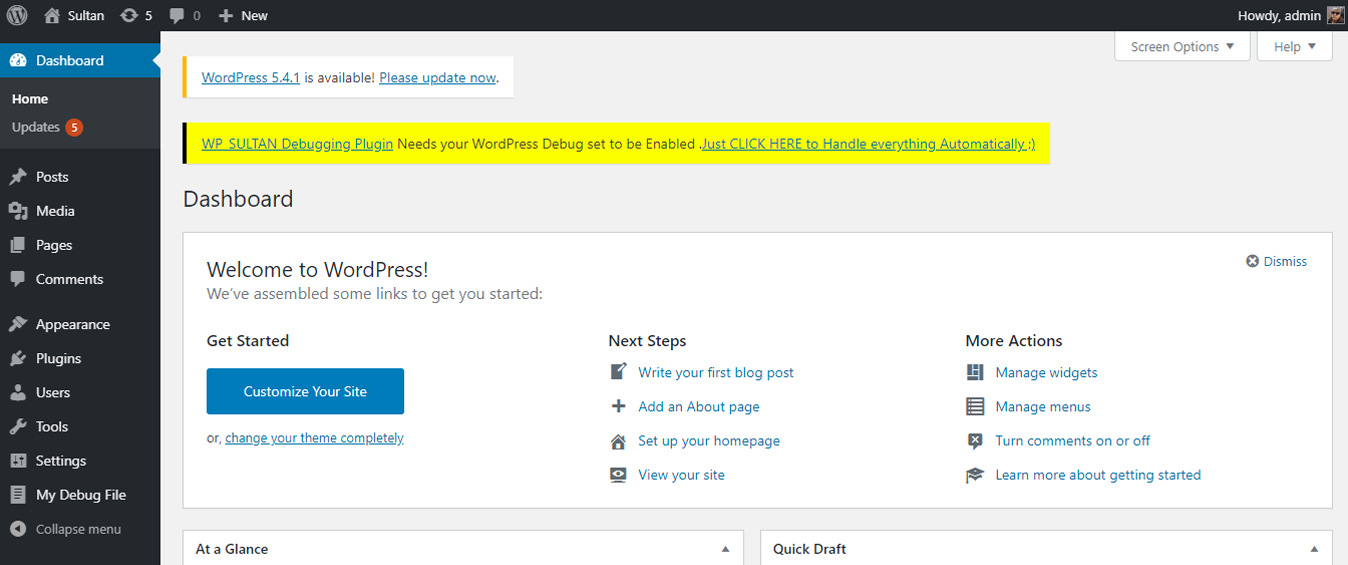 Sultan 5 0 New Howdy, admin
Dashboard
Home
Updates 5
Posts
Media
Pages
Comments
Appearance
Plugins
Users
Tools
Settings
My Debug File
Collapse menu
Screen Options ▼ Help ▼
WordPress 5.4.1 is available! Please update now.
WP_SULTAN Debugging Plugin Needs your WordPress Debug set to be Enabled .Just CLICK HERE to Handle everything Automatically :)
Dashboard
Welcome to WordPress!
Dismiss
We've assembled some links to get you started:
Get Started
Customize Your Site
or, change your theme completely
Next Steps
Write your first blog post
Add an About page
Set up your homepage
View your site
More Actions
Manage widgets
Manage menus
Turn comments on or off
Learn more about getting started
At a Glance
Quick Draft